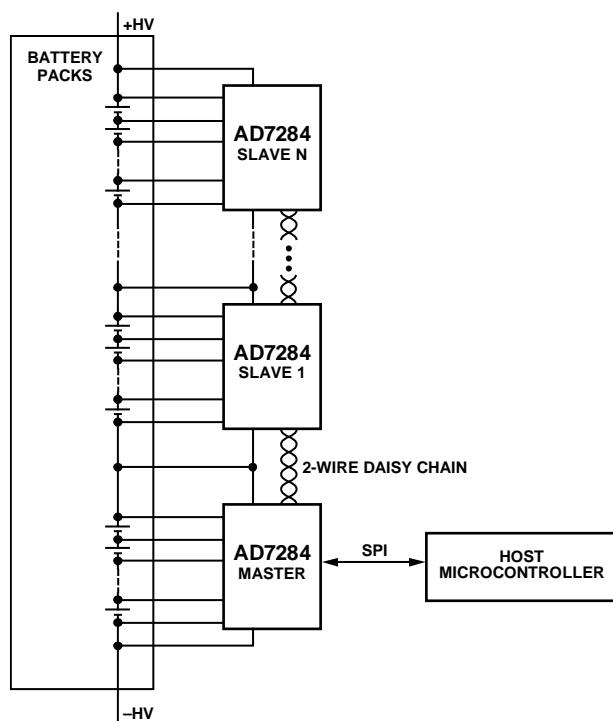 +HV
BATTERY
PACKS
AD7284
SLAVE N
AD7284
SLAVE 1
2-WIRE DAISY CHAIN
AD7284
MASTER
SPI
HOST
MICROCONTROLLER
–HV